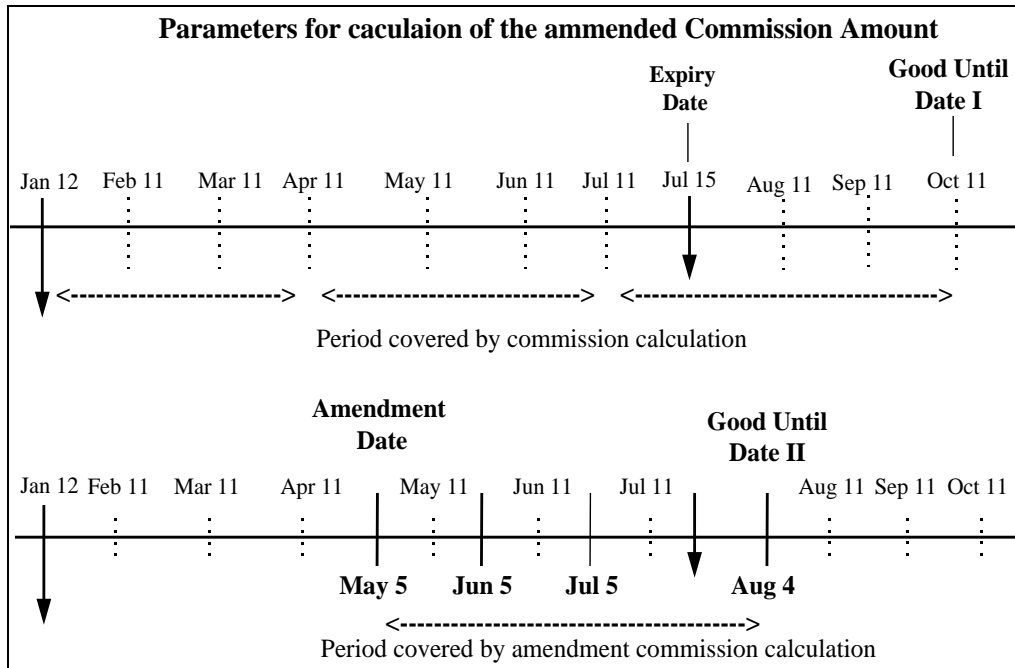 Parameters for caculaion of the ammended Commission Amount
Expiry
Date
Good Until
Date I
Jan 12 Feb 11 Mar 11 Apr 11 May 11 Jun 11 Jul 11 Jul 15 Aug 11 Sep 11 Oct 11
Period covered by commission calculation
Amendment
Date
Good Until
Date II
Jan 12 Feb 11 Mar 11 Apr 11 May 11 Jun 11 Jul 11 Aug 11 Sep 11 Oct 11
May 5 Jun 5 Jul 5 Aug 4
Period covered by amendment commission calculation